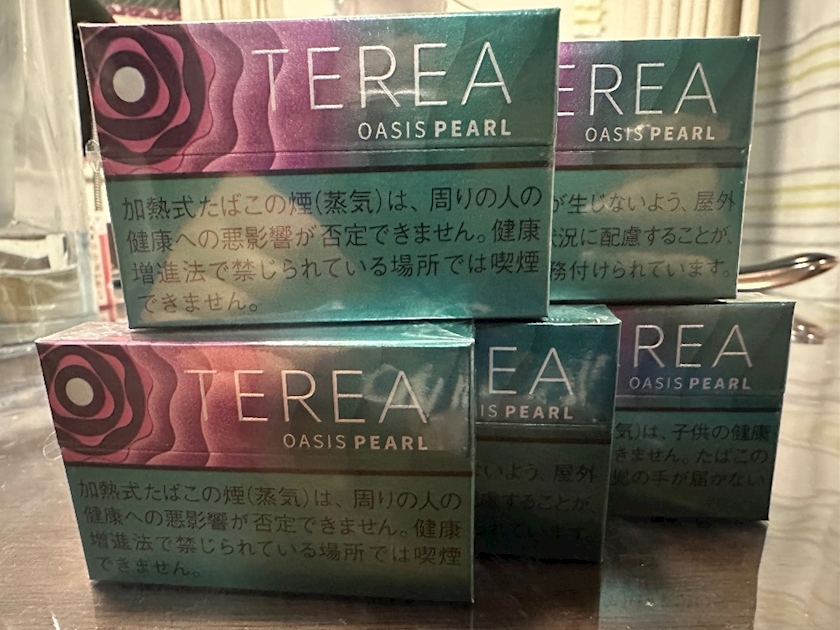 TEREA
OASIS PEARL
加熱式たばこの煙(蒸気)は、周りの人の
健康への悪影響が否定できません。健康
増進法で禁じられている場所では喫煙
できません。
EREA
OASIS PEARL
が生じないよう、屋外
状況に配慮することが、
務付けられています。
TEREA
OASIS PEARL
加熱式たばこの煙(蒸気)は、周りの人の
健康への悪影響が否定できません。健康
増進法で禁じられている場所では喫煙
できません。
EA
IS PEARL
ないよう、屋外
慮することが、
られています。
REA
OASIS PEARL
気)は、子供の健康
きません。たばこの
児の手が届かない